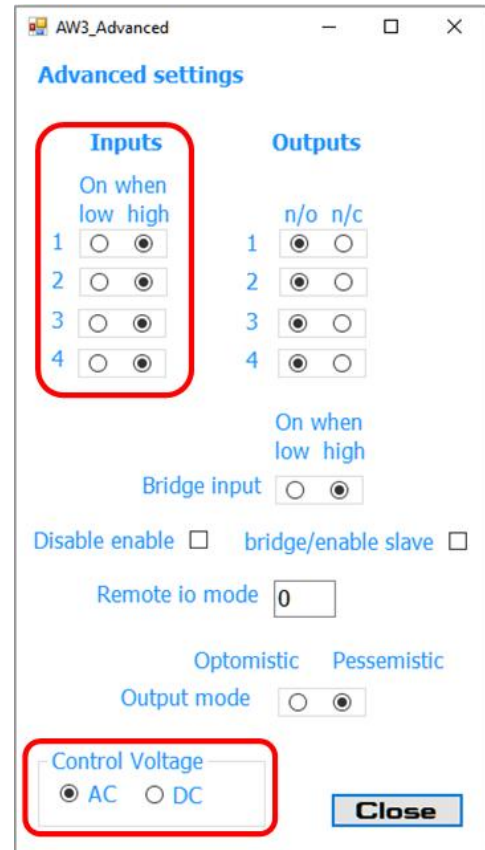 AW3_Advanced
Advanced settings
Inputs Outputs
On when
low high n/o n/c
1 1
2 2
3 3
4 4
On when
low high
Bridge input
Disable enable bridge/enable slave
Remote io mode 0
Optomistic Pessemistic
Output mode
Control Voltage
AC DC
Close